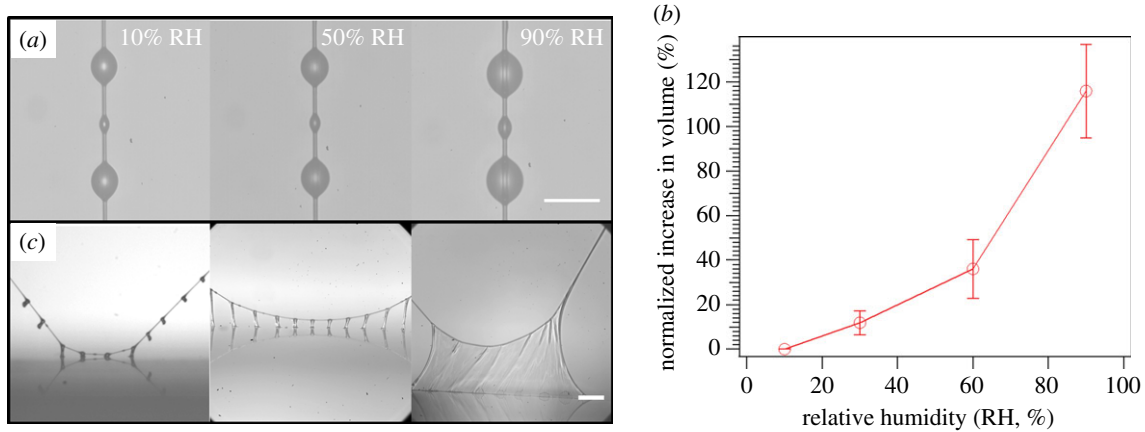 (a)
10% RH
50% RH
90% RH
(c)
(b)
normalized increase in volume (%)
120
100
80
60
40
20
0
0
20
40
60
80
100
relative humidity (RH, %)